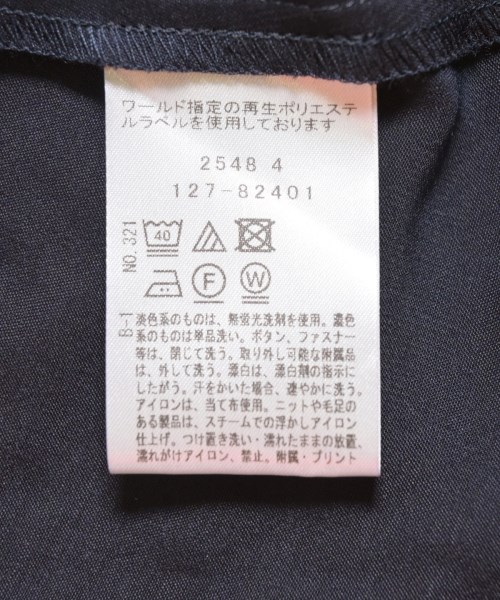 ワールド指定の再生ポリエステ
ルラベルを使用しております
2548 4
127-82401
NO.321
40
F
W
B-1
淡色系のものは、無蛍光洗剤を使用。濃色
系のものは単品洗い。ボタン、ファスナー
等は、閉じて洗う。取り外し可能な附属品
は、外して洗う。漂白は、漂白剤の指示に
したがう。汗をかいた場合、速やかに洗う。
アイロンは、当て布使用。ニットや毛足の
ある製品は、スチームでの浮かしアイロン
仕上げ。つけ置き洗い・濡れたままの放置、
濡れがけアイロン、禁止。附属・プリント